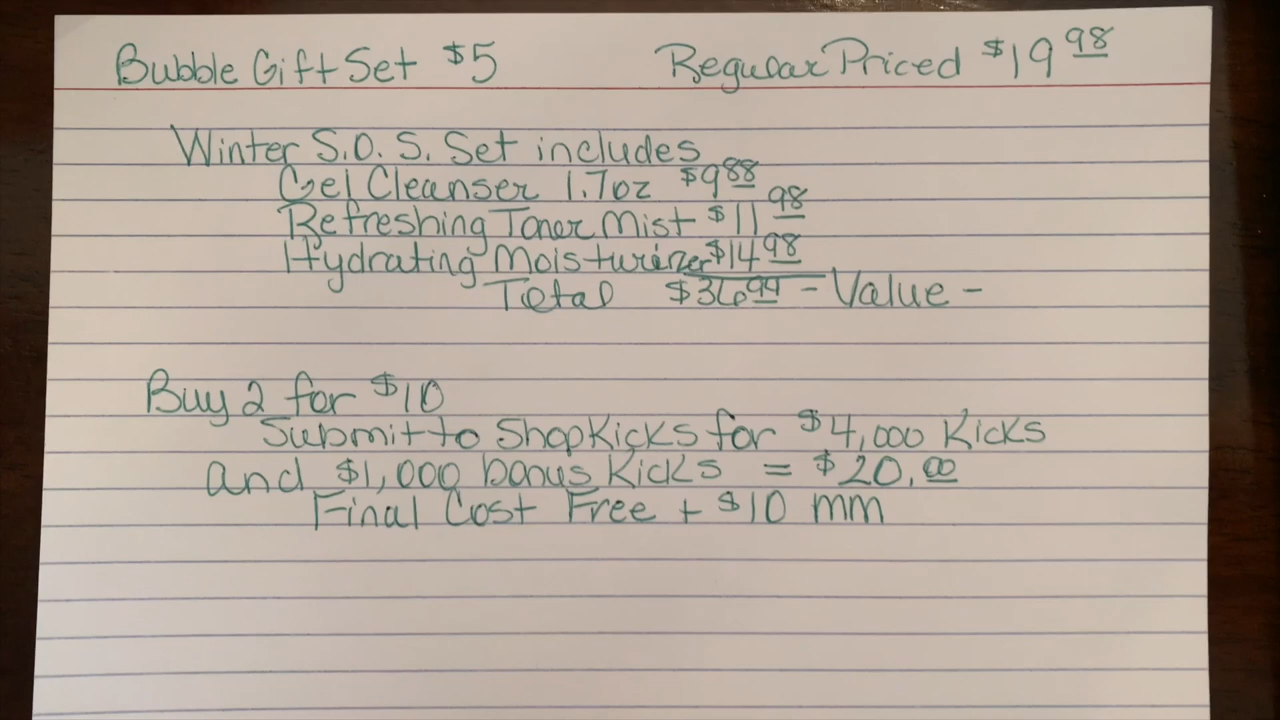 Bubble Gift Set $5 Regular Priced $19 98
Winter S.O.S. Set includes
Gel Cleanser 1.7oz $9 88
Refreshing Toner Mist $11 98
Hydrating Moisturizer $14 98
Total $36 94 - Value -
Buy 2 for $10
Submit to ShopKicks for $4,000 Kicks
and $1,000 bonus Kicks = $20.00
Final Cost Free + $10 mm